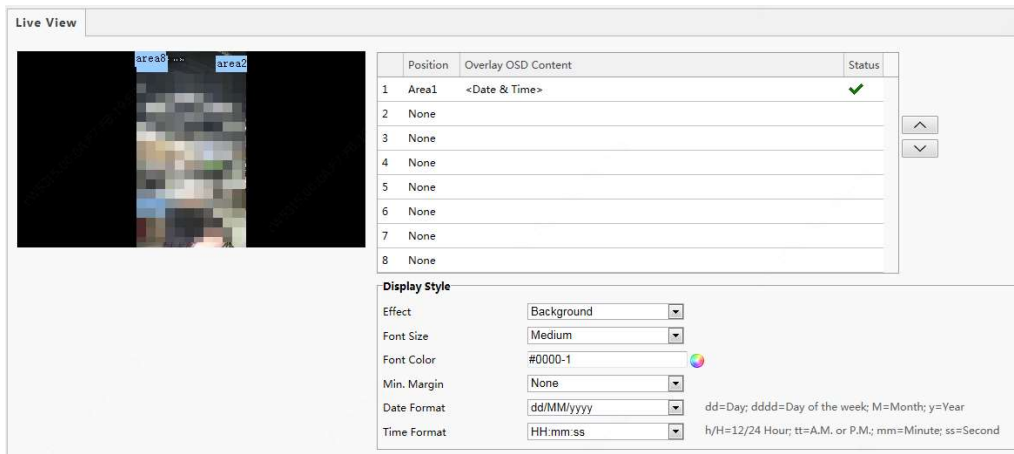 Live View
area8
area2
Position Overlay OSD Content Status
1 Area1 <Date & Time>
2 None
3 None
4 None
5 None
6 None
7 None
8 None
Display Style
Effect Background
Font Size Medium
Font Color #0000-1
Min. Margin None
Date Format dd/MM/yyyy dd=Day; dddd=Day of the week; M=Month; y=Year
Time Format HH:mm:ss h/H=12/24 Hour; tt=A.M. or P.M.; mm=Minute; ss=Second